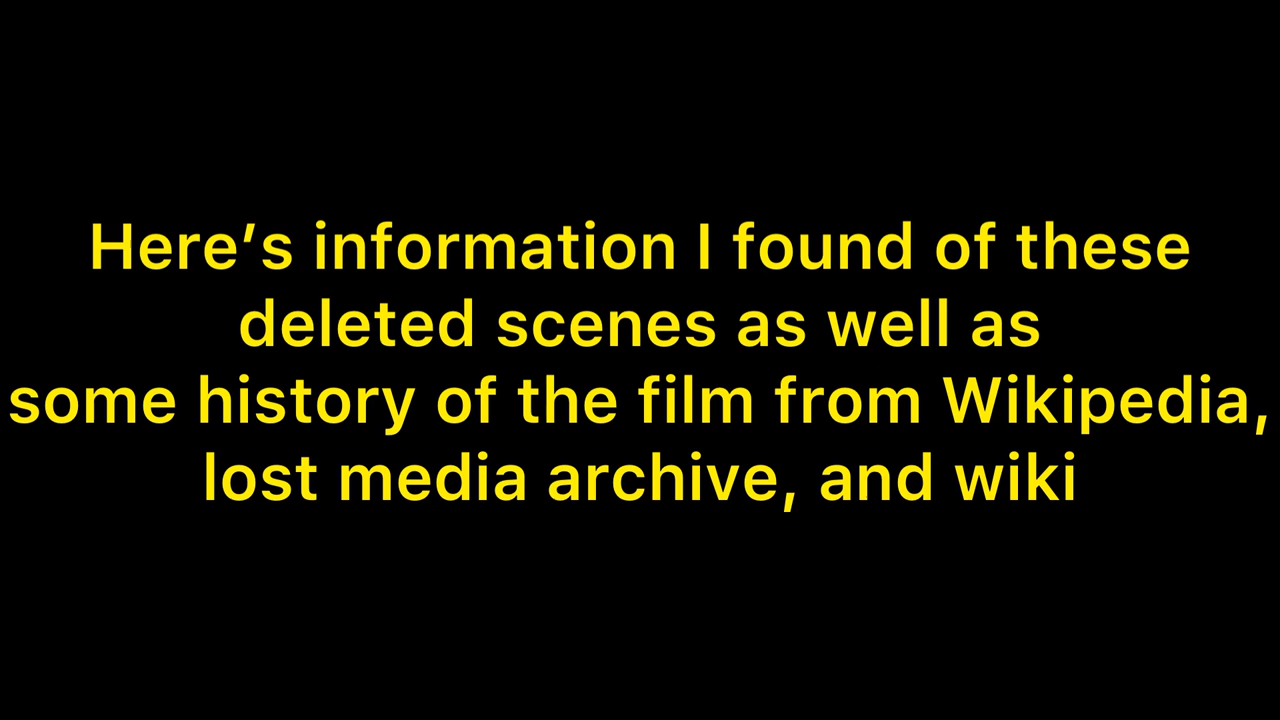 Here’s information I found of these
deleted scenes as well as
some history of the film from Wikipedia,
lost media archive, and wiki